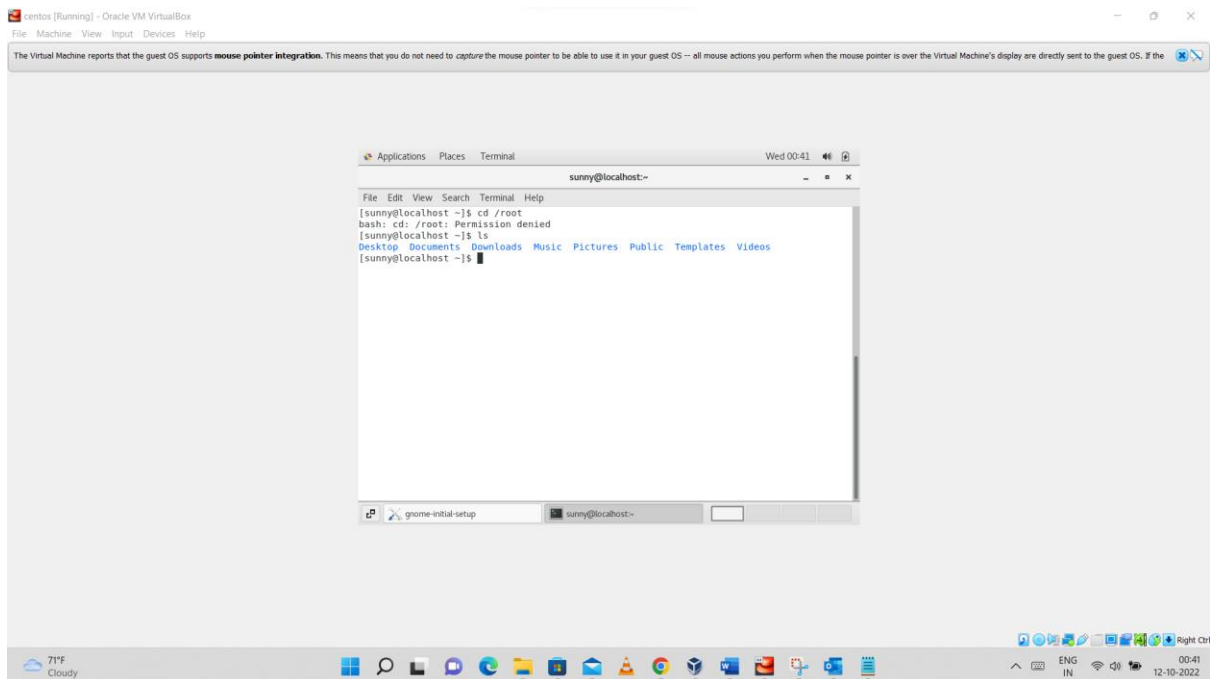 centos [Running] - Oracle VM VirtualBox
File Machine View Input Devices Help
The Virtual Machine reports that the guest OS supports mouse pointer integration. This means that you do not need to capture the mouse pointer to be able to use it in your guest OS -- all mouse actions you perform when the mouse pointer is over the Virtual Machine's display are directly sent to the guest OS. If the
Applications Places Terminal Wed 00:41
sunny@localhost:~
File Edit View Search Terminal Help
[sunny@localhost ~]$ cd /root
bash: cd: /root: Permission denied
[sunny@localhost ~]$ ls
Desktop Documents Downloads Music Pictures Public Templates Videos
[sunny@localhost ~]$
gnome-initial-setup sunny@localhost:~
Right Ctrl
71°F
Cloudy
ENG
IN
00:41
12-10-2022